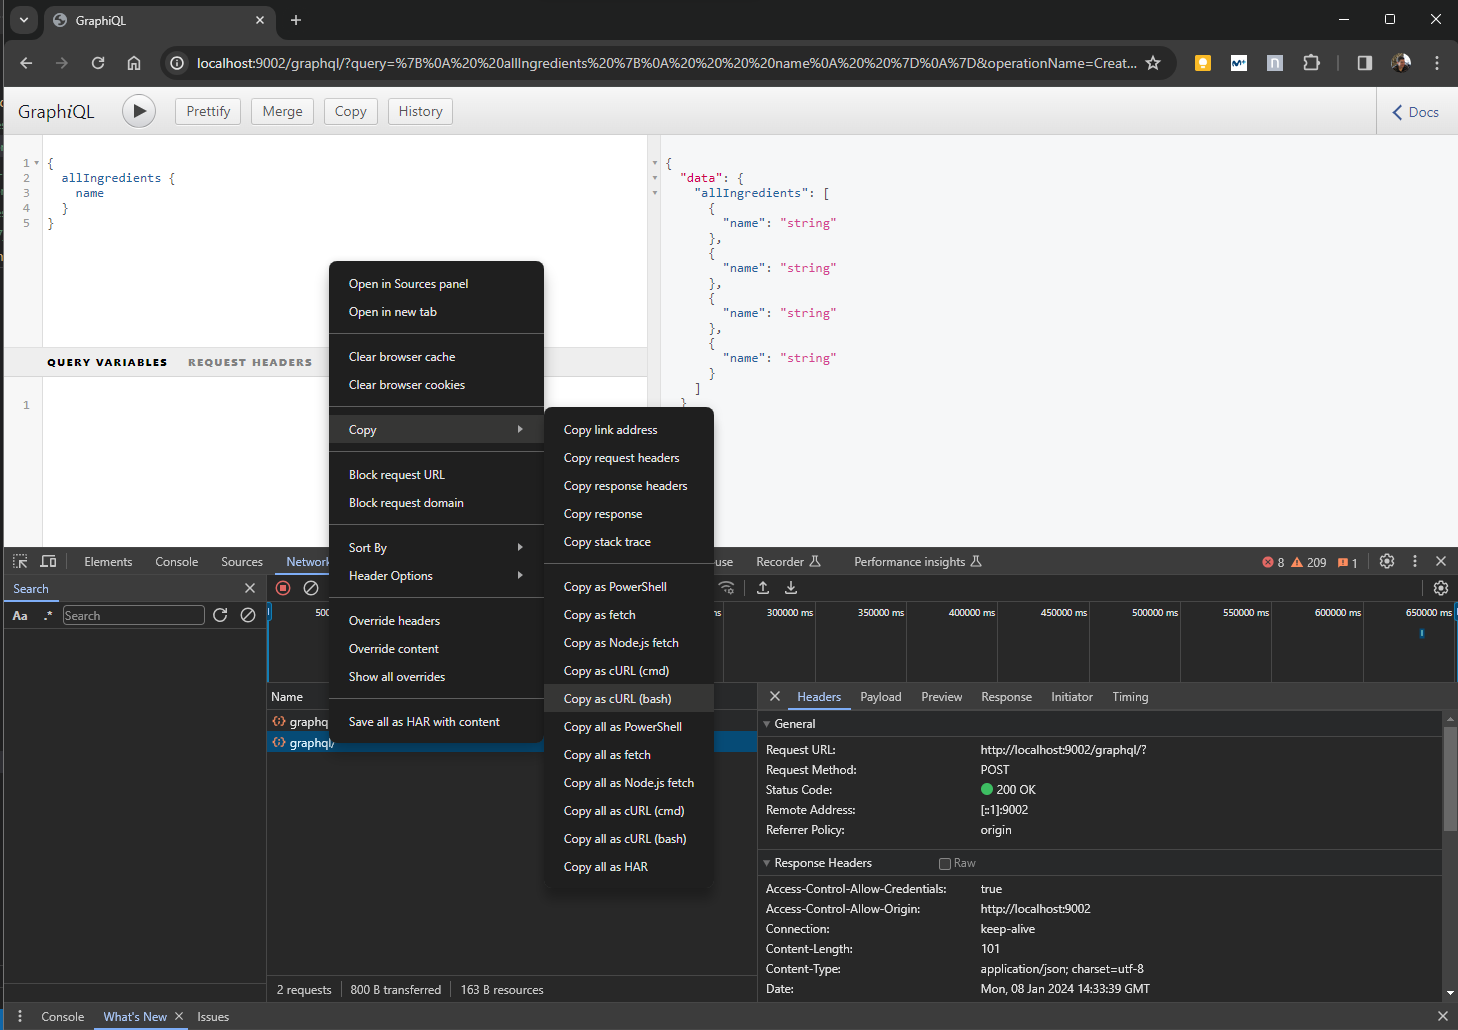 GraphiQL
localhost:9002/graphql/?query=%7B%0A%20%20allIngredients%20%7B%0A%20%20%20%20name%0A%20%20%7D%0A%7D&operationName=Creat...
GraphiQL
Prettify
Merge
Copy
History
Docs
1 {
2 allIngredients {
3 name
4 }
5 }
{
"data": {
"allIngredients": [
{
"name": "string"
},
{
"name": "string"
},
{
"name": "string"
},
{
"name": "string"
}
]
}
QUERY VARIABLES REQUEST HEADERS
1
Open in Sources panel
Open in new tab
Clear browser cache
Clear browser cookies
Copy
Block request URL
Block request domain
Sort By
Header Options
Override headers
Override content
Show all overrides
Save all as HAR with content
Copy link address
Copy request headers
Copy response headers
Copy response
Copy stack trace
Copy as PowerShell
Copy as fetch
Copy as Node.js fetch
Copy as cURL (cmd)
Copy as cURL (bash)
Copy all as PowerShell
Copy all as fetch
Copy all as Node.js fetch
Copy all as cURL (cmd)
Copy all as cURL (bash)
Copy all as HAR
Elements Console Sources Network use Recorder Performance insights 8 209 1
Search
Aa .* Search
500 ms 300000 ms 350000 ms 400000 ms 450000 ms 500000 ms 550000 ms 600000 ms 650000 ms
Name
graphq
graphql/
2 requests 800 B transferred 163 B resources
Headers Payload Preview Response Initiator Timing
General
Request URL: http://localhost:9002/graphql/?
Request Method: POST
Status Code: 200 OK
Remote Address: [::1]:9002
Referrer Policy: origin
Response Headers Raw
Access-Control-Allow-Credentials: true
Access-Control-Allow-Origin: http://localhost:9002
Connection: keep-alive
Content-Length: 101
Content-Type: application/json; charset=utf-8
Date: Mon, 08 Jan 2024 14:33:39 GMT
Console What's New Issues